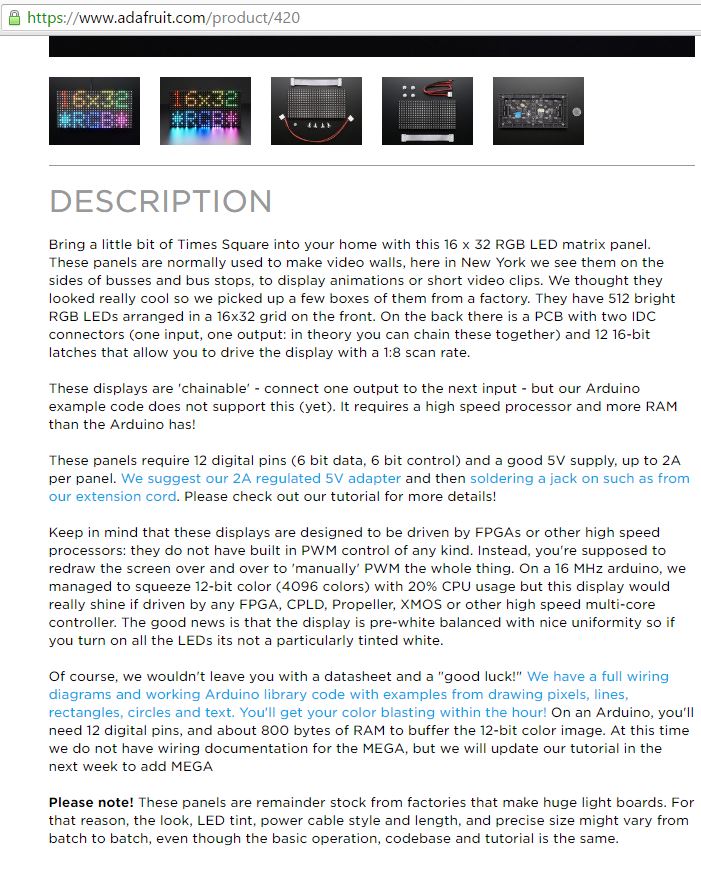 https://www.adafruit.com/product/420
16x32 16x32
*RGB* *RGB*
DESCRIPTION
Bring a little bit of Times Square into your home with this 16 x 32 RGB LED matrix panel.
These panels are normally used to make video walls, here in New York we see them on the
sides of busses and bus stops, to display animations or short video clips. We thought they
looked really cool so we picked up a few boxes of them from a factory. They have 512 bright
RGB LEDs arranged in a 16x32 grid on the front. On the back there is a PCB with two IDC
connectors (one input, one output: in theory you can chain these together) and 12 16-bit
latches that allow you to drive the display with a 1:8 scan rate.
These displays are 'chainable' - connect one output to the next input - but our Arduino
example code does not support this (yet). It requires a high speed processor and more RAM
than the Arduino has!
These panels require 12 digital pins (6 bit data, 6 bit control) and a good 5V supply, up to 2A
per panel. We suggest our 2A regulated 5V adapter and then soldering a jack on such as from
our extension cord. Please check out our tutorial for more details!
Keep in mind that these displays are designed to be driven by FPGAs or other high speed
processors: they do not have built in PWM control of any kind. Instead, you're supposed to
redraw the screen over and over to 'manually' PWM the whole thing. On a 16 MHz arduino, we
managed to squeeze 12-bit color (4096 colors) with 20% CPU usage but this display would
really shine if driven by any FPGA, CPLD, Propeller, XMOS or other high speed multi-core
controller. The good news is that the display is pre-white balanced with nice uniformity so if
you turn on all the LEDs its not a particularly tinted white.
Of course, we wouldn't leave you with a datasheet and a "good luck!" We have a full wiring
diagrams and working Arduino library code with examples from drawing pixels, lines,
rectangles, circles and text. You'll get your color blasting within the hour! On an Arduino, you'll
need 12 digital pins, and about 800 bytes of RAM to buffer the 12-bit color image. At this time
we do not have wiring documentation for the MEGA, but we will update our tutorial in the
next week to add MEGA
Please note! These panels are remainder stock from factories that make huge light boards. For
that reason, the look, LED tint, power cable style and length, and precise size might vary from
batch to batch, even though the basic operation, codebase and tutorial is the same.